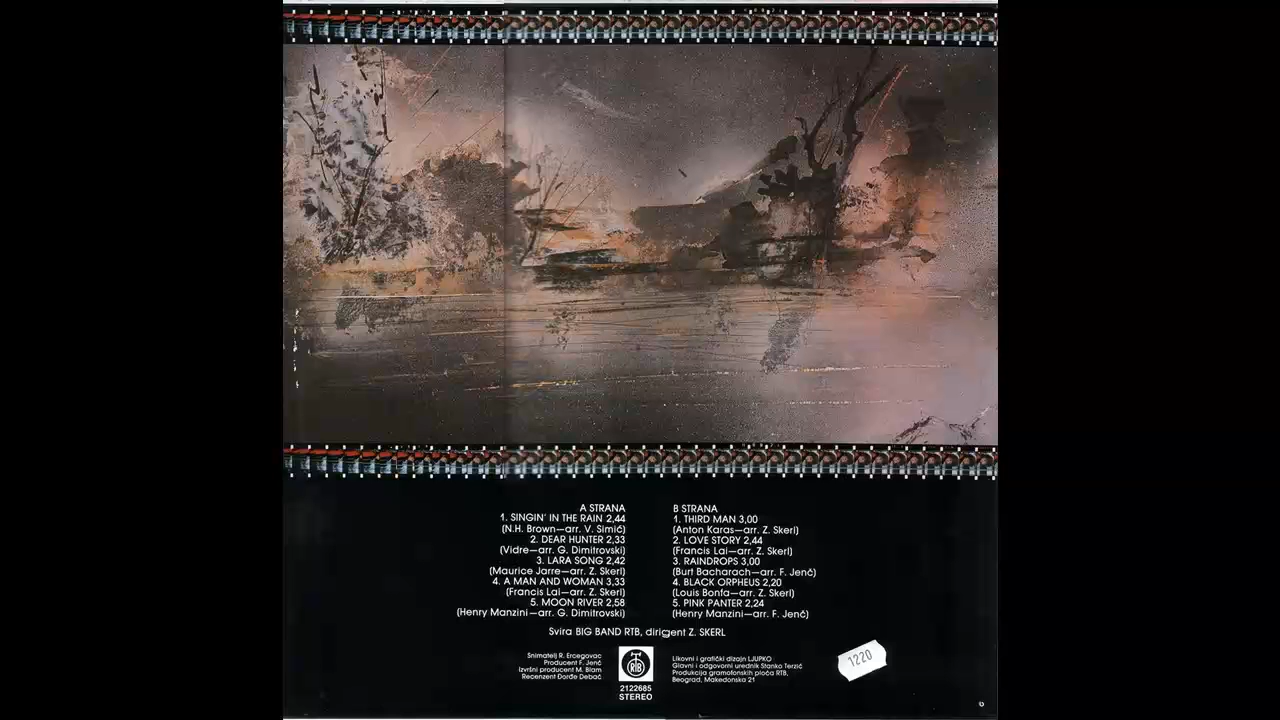 A STRANA
1. SINGIN' IN THE RAIN 2,44
(N.H. Brown—arr. V. Simić)
2. DEAR HUNTER 2,33
(Vidre—arr. G. Dimitrovski)
3. LARA SONG 2,42
(Maurice Jarre—arr. Z. Skerl)
4. A MAN AND WOMAN 3,33
(Francis Lai—arr. Z. Skerl)
5. MOON RIVER 2,58
(Henry Manzini—arr. G. Dimitrovski)
B STRANA
1. THIRD MAN 3,00
(Anton Karas—arr. Z. Skerl)
2. LOVE STORY 2,44
(Francis Lai—arr. Z. Skerl)
3. RAINDROPS 3,00
(Burt Bacharach—arr. F. Jenč)
4. BLACK ORPHEUS 2,20
(Louis Bonfa—arr. Z. Skerl)
5. PINK PANTER 2,24
(Henry Manzini—arr. F. Jenč)
Svira BIG BAND RTB, dirigent Z. SKERL
Snimatelj R. Ercegovac
Producent F. Jenč
Izvršni producent M. Blam
Recenzent Đorđe Debač
RTB
2122685
STEREO
Likovni i grafički dizajn LJUPKO
Glavni i odgovorni urednik Stanko Terzić
Produkcija gramofonskih ploča RTB,
Beograd, Makedonska 21
1220